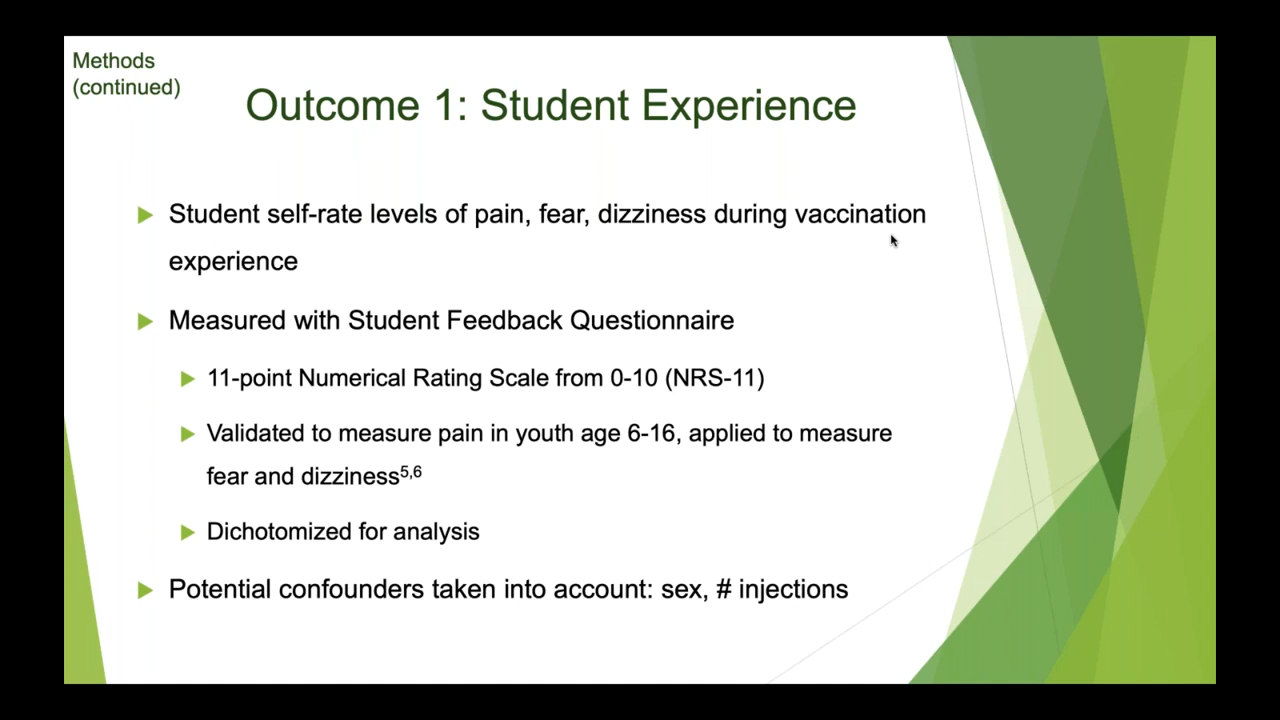 Methods
(continued)
Outcome 1: Student Experience
Student self-rate levels of pain, fear, dizziness during vaccination
experience
Measured with Student Feedback Questionnaire
11-point Numerical Rating Scale from 0-10 (NRS-11)
Validated to measure pain in youth age 6-16, applied to measure
fear and dizziness⁵,⁶
Dichotomized for analysis
Potential confounders taken into account: sex, # injections